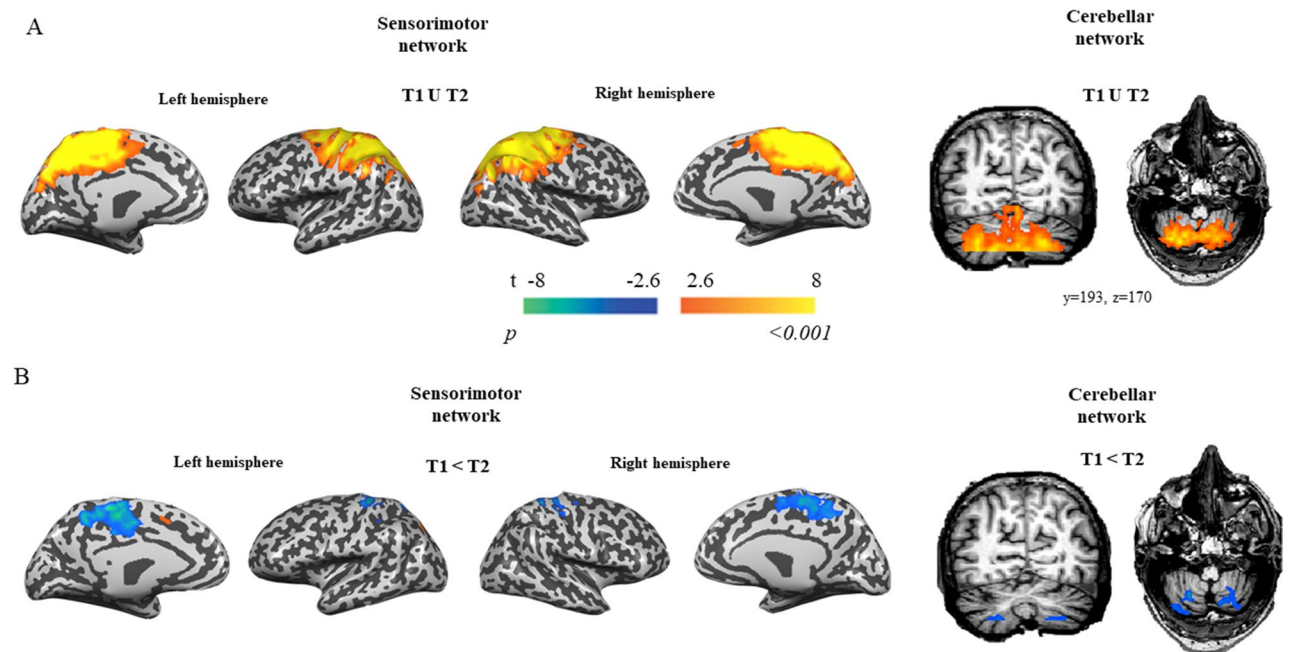 A
Sensorimotor
network
Cerebellar
network
Left hemisphere
T1 U T2
Right hemisphere
T1 U T2
t -8 -2.6 2.6 8
p <0.001
y=193, z=170
B
Sensorimotor
network
Cerebellar
network
Left hemisphere
T1 < T2
Right hemisphere
T1 < T2